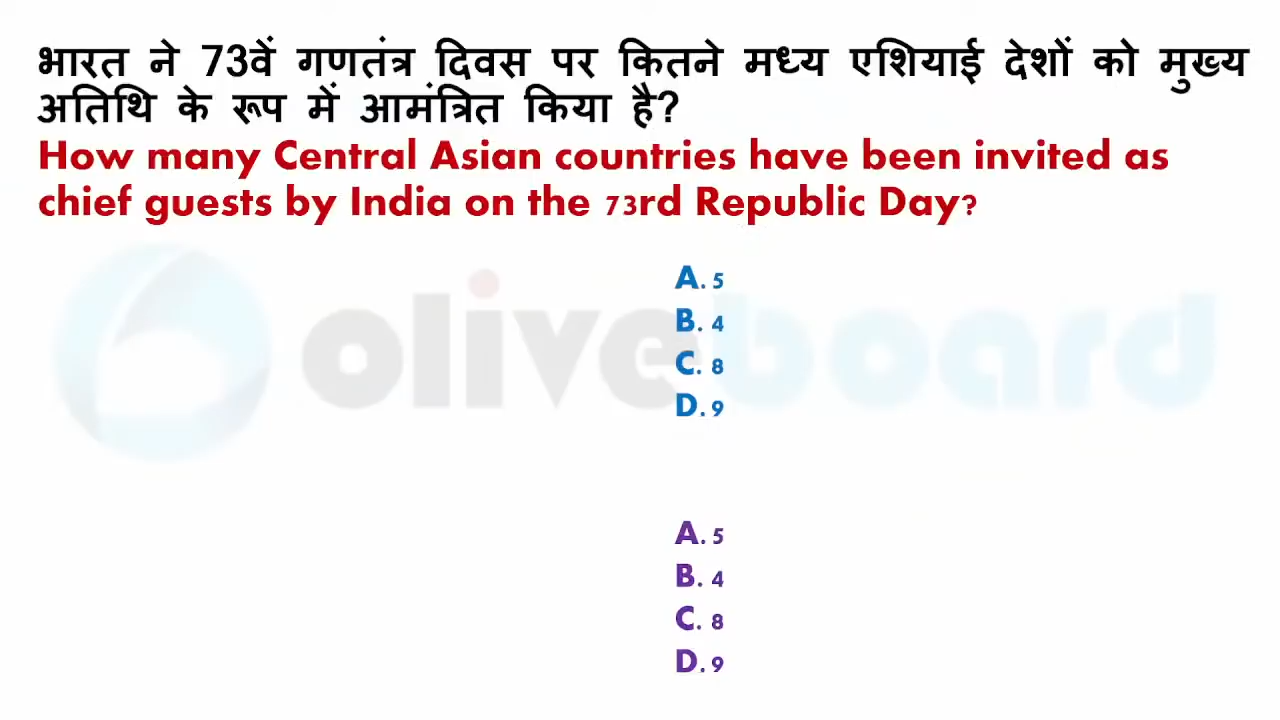 भारत ने 73वें गणतंत्र दिवस पर कितने मध्य एशियाई देशों को मुख्य
अतिथि के रूप में आमंत्रित किया है?
How many Central Asian countries have been invited as
chief guests by India on the 73rd Republic Day?
A. 5
B. 4
C. 8
D. 9
oliveboard
A. 5
B. 4
C. 8
D. 9